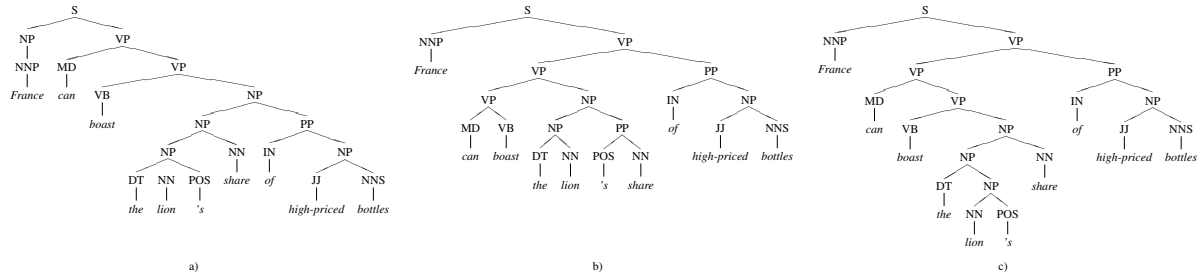 S
NP VP
NNP MD VP
France can VB NP
boast NP PP
NP NN IN NP
DT NN POS share of JJ NNS
the lion 's high-priced bottles
a)
S
NNP VP
France VP PP
VP NP IN NP
MD VB NP PP of JJ NNS
can boast DT NN POS NN high-priced bottles
the lion 's share
b)
S
NNP VP
France VP PP
MD VP IN NP
can VB NP of JJ NNS
boast NP NN high-priced bottles
DT NP share
the NN POS
lion 's
c)